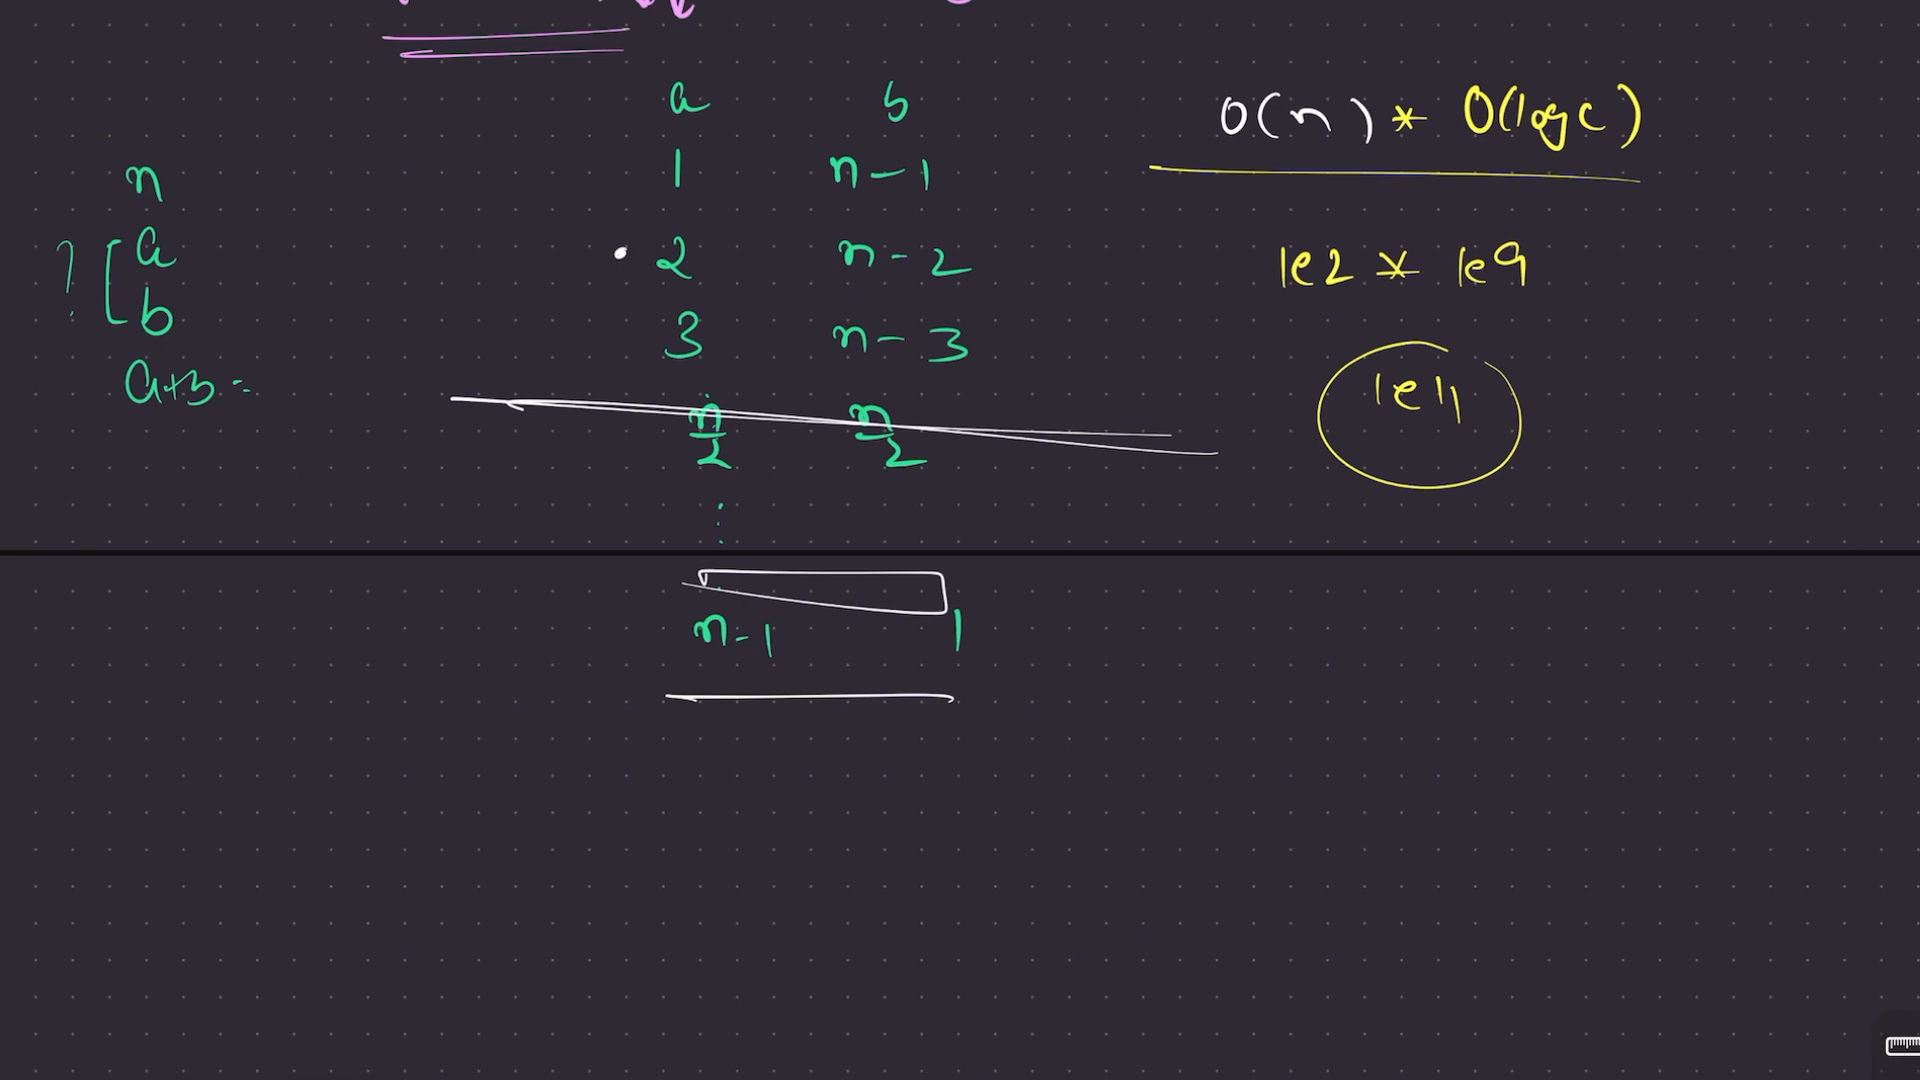 a b
1 n-1
2 n-2
3 n-3
n/2 n/2
⋮
n-1 1
n
? [ a
b
a+b =
O(n) * O(log c)
1e2 * 1e9
1e11